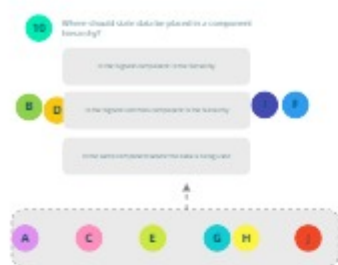 10
Where should state data be placed in a component
hierarchy?
In the highest component in the hierarchy
B
D
In the highest common component in the hierarchy
F
In the same component where the data is being used
A
C
E
G
H